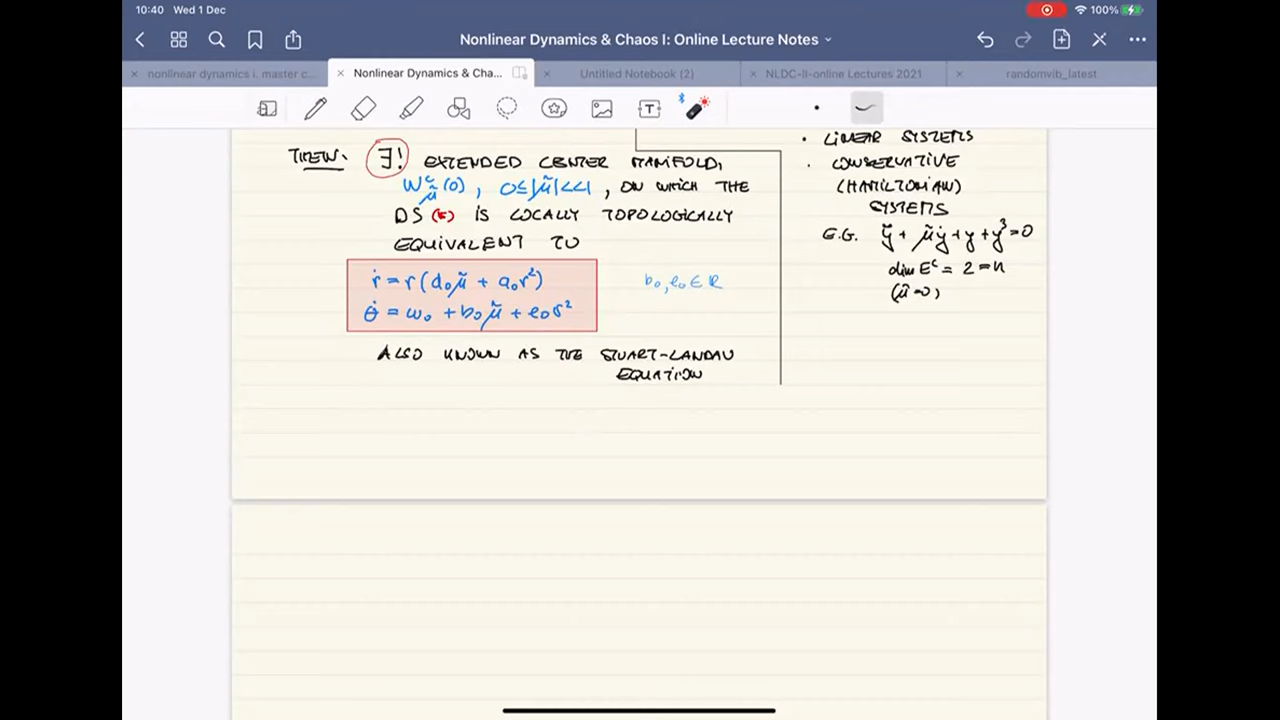 10:40 Wed 1 Dec
100%
Nonlinear Dynamics & Chaos I: Online Lecture Notes
nonlinear dynamics i. master c...
Nonlinear Dynamics & Cha...
Untitled Notebook (2)
NLDC-II-online Lectures 2021
randomvib_latest
THEN: ∃! EXTENDED CENTER MANIFOLD,
W^c_μ̃(0), 0≤|μ̃|<<1, ON WHICH THE
DS (*) IS LOCALLY TOPOLOGICALLY
EQUIVALENT TO
ṙ = r(d₀μ̃ + a₀r²)
θ̇ = ω₀ + b₀μ̃ + e₀r²
b₀, e₀ ∈ ℝ
ALSO KNOWN AS THE STUART-LANDAU
EQUATION
• LINEAR SYSTEMS
• CONSERVATIVE
(HAMILTONIAN)
SYSTEMS
E.G. ÿ + μ̃ẏ + y + y³ = 0
dim E^c = 2 = n
(μ̃=0)